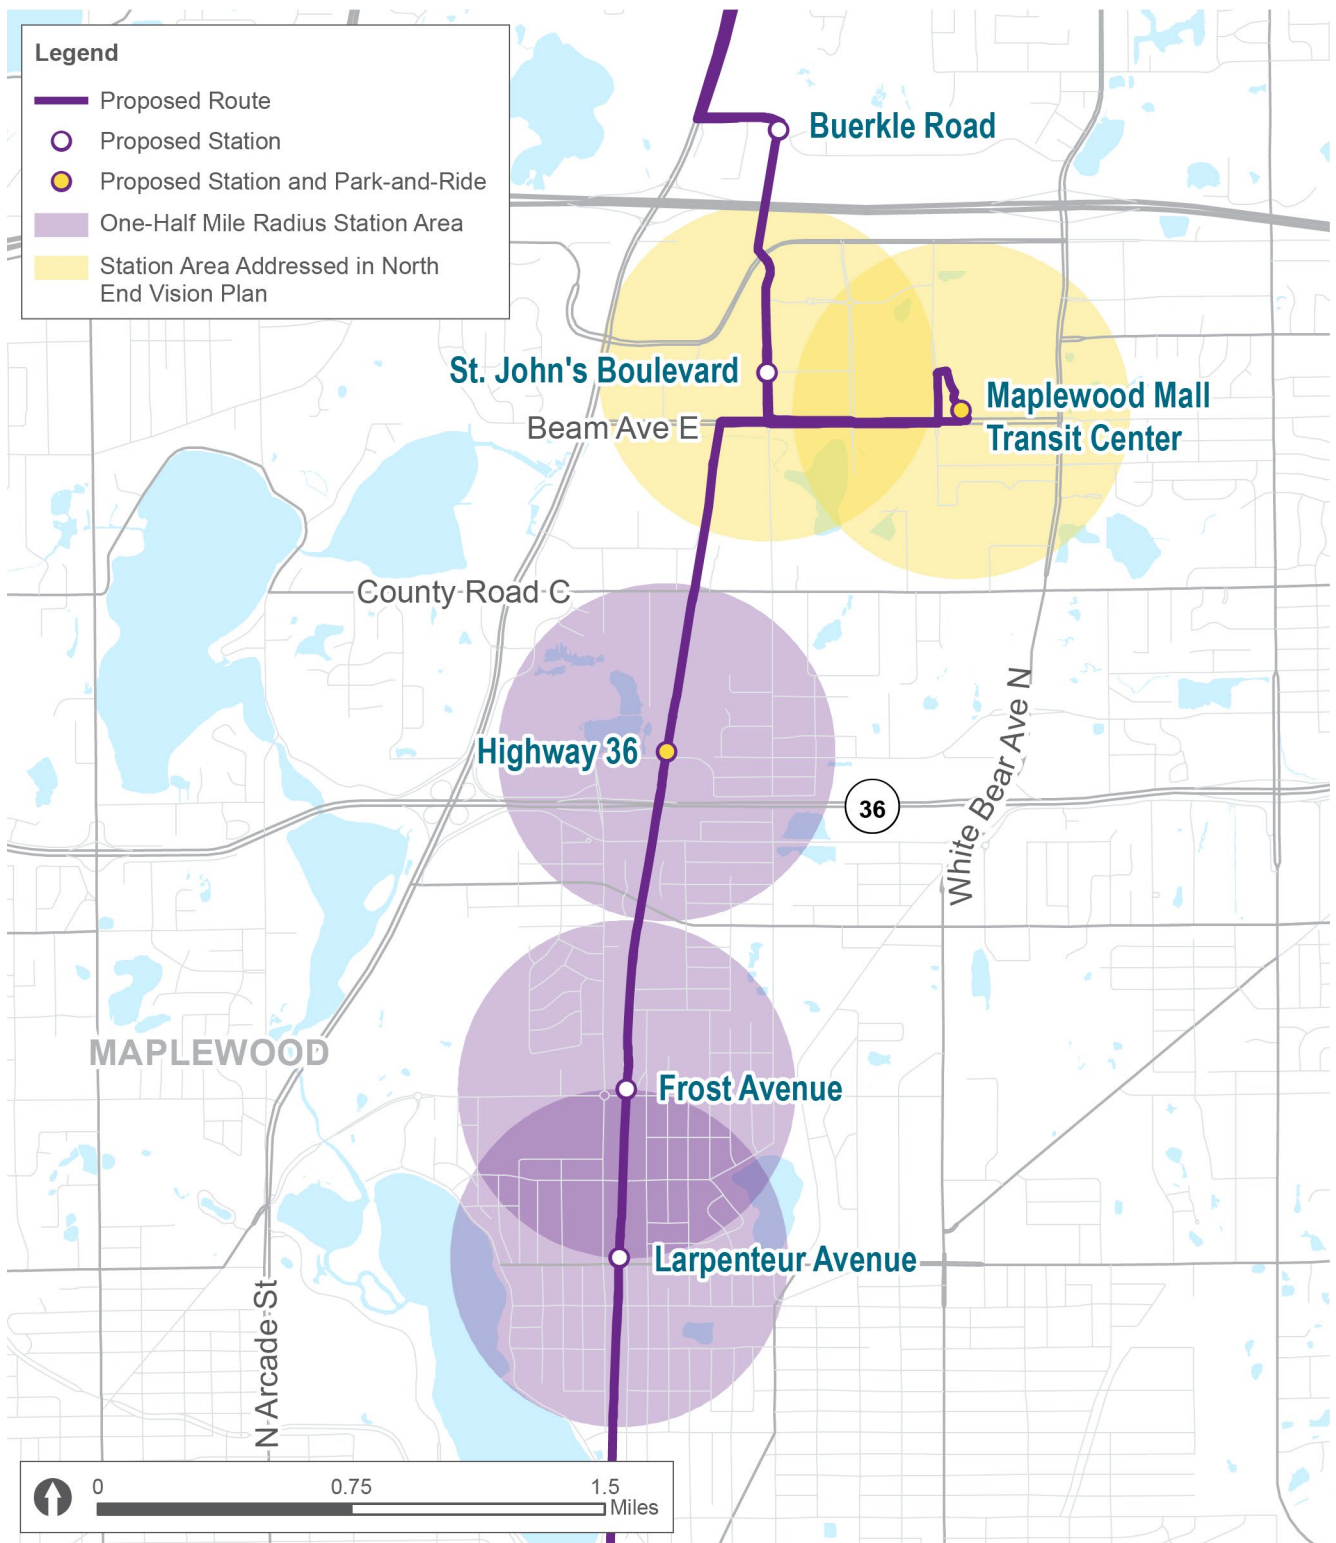 Legend
Proposed Route
Proposed Station
Proposed Station and Park-and-Ride
One-Half Mile Radius Station Area
Station Area Addressed in North
End Vision Plan
Buerkle Road
St. John's Boulevard
Maplewood Mall
Transit Center
Beam Ave E
County Road C
White Bear Ave N
Highway 36
36
MAPLEWOOD
Frost Avenue
Larpenteur Avenue
N Arcade St
0 0.75 1.5
Miles